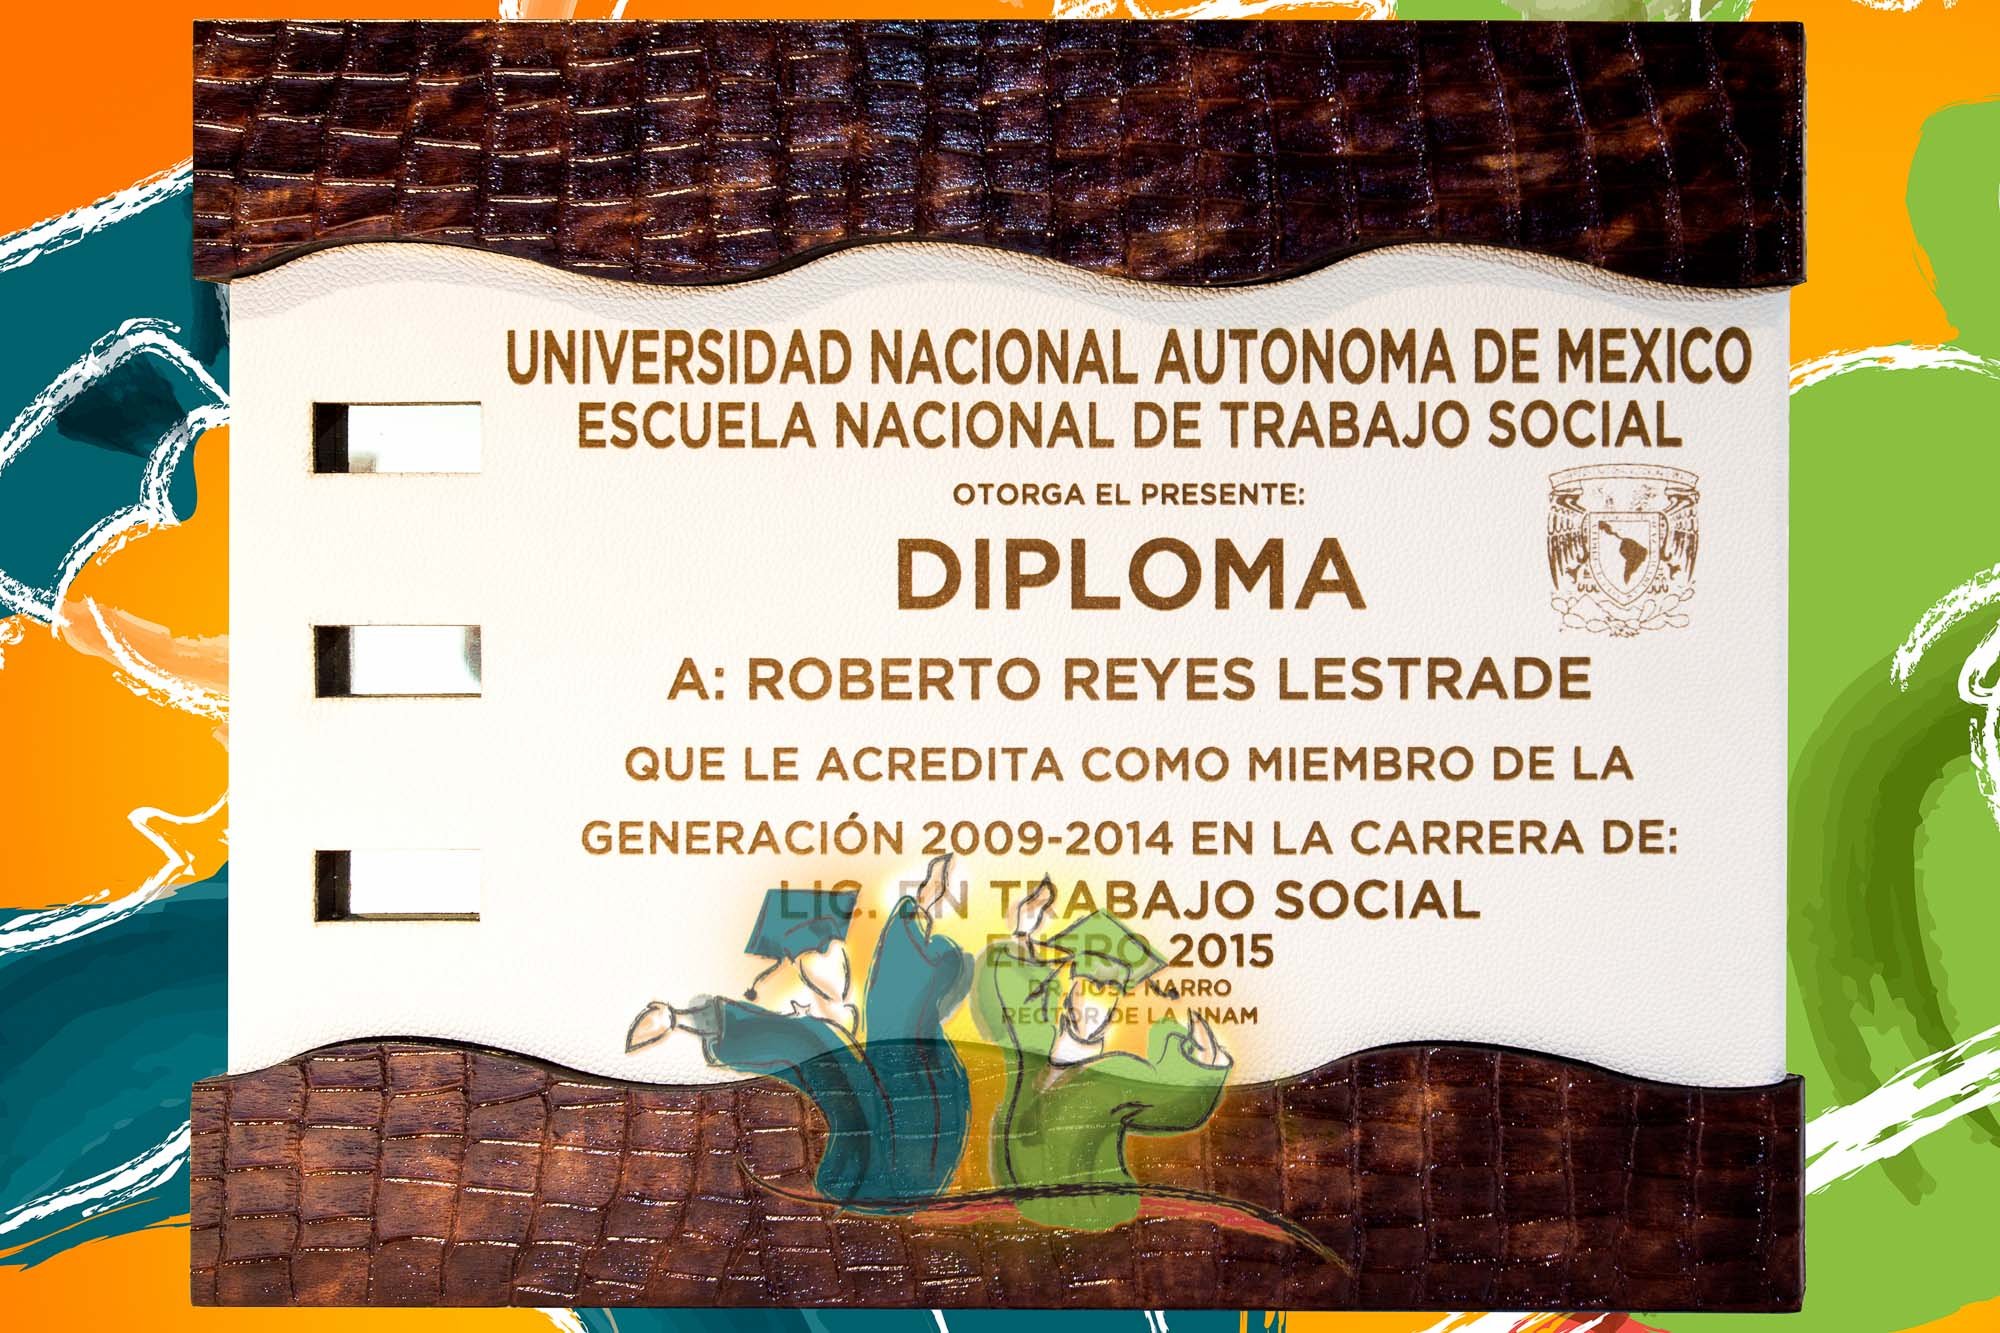 UNIVERSIDAD NACIONAL AUTONOMA DE MEXICO
ESCUELA NACIONAL DE TRABAJO SOCIAL
OTORGA EL PRESENTE:
DIPLOMA
A: ROBERTO REYES LESTRADE
QUE LE ACREDITA COMO MIEMBRO DE LA
GENERACIÓN 2009-2014 EN LA CARRERA DE:
LIC. EN TRABAJO SOCIAL
ENERO 2015
DR. JOSE NARRO
RECTOR DE LA UNAM